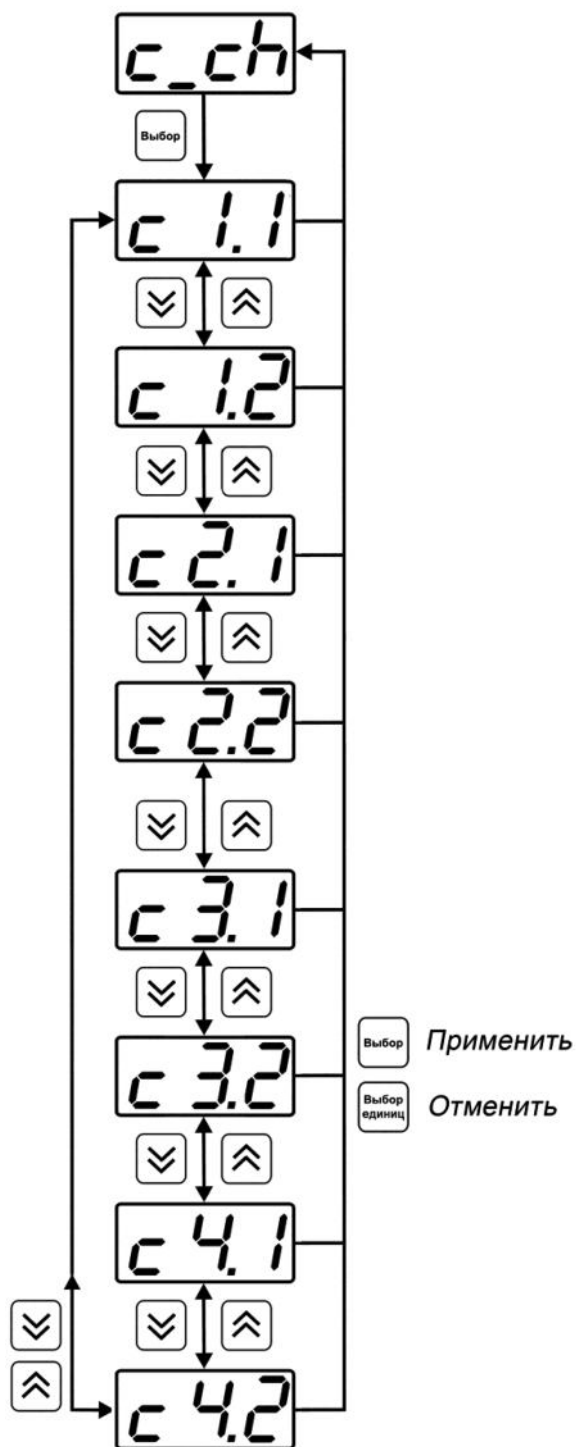 c_ch
Выбор
c 1.1
c 1.2
c 2.1
c 2.2
c 3.1
c 3.2
Выбор Применить
Выбор
единиц Отменить
c 4.1
c 4.2